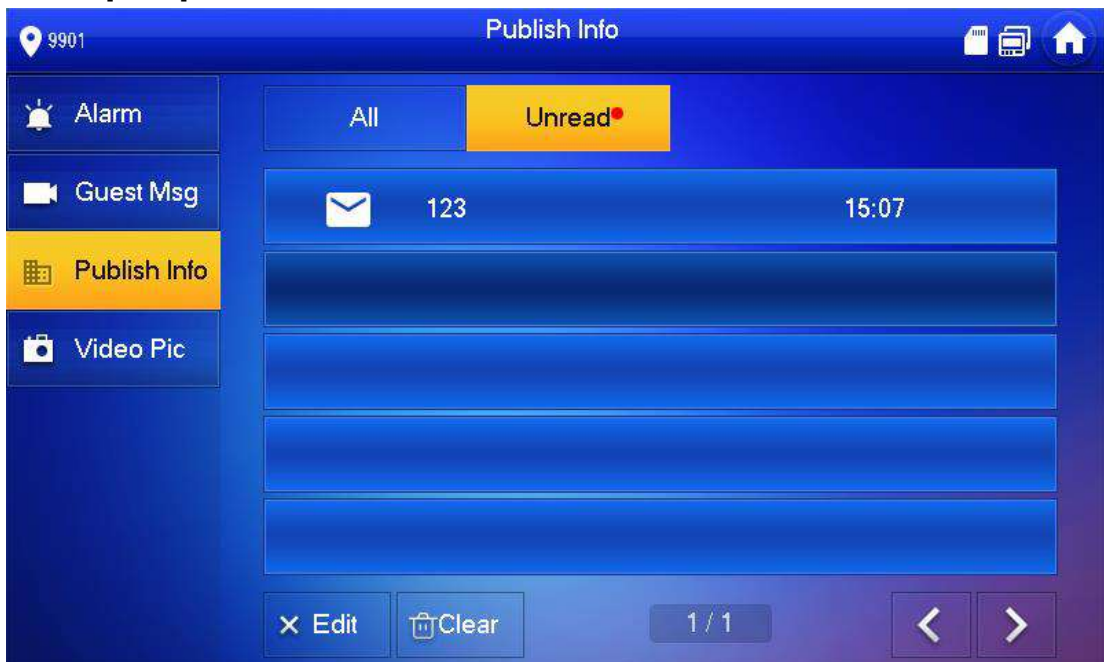 9901
Publish Info
Alarm
Guest Msg
Publish Info
Video Pic
All
Unread
123 15:07
Edit
Clear
1 / 1